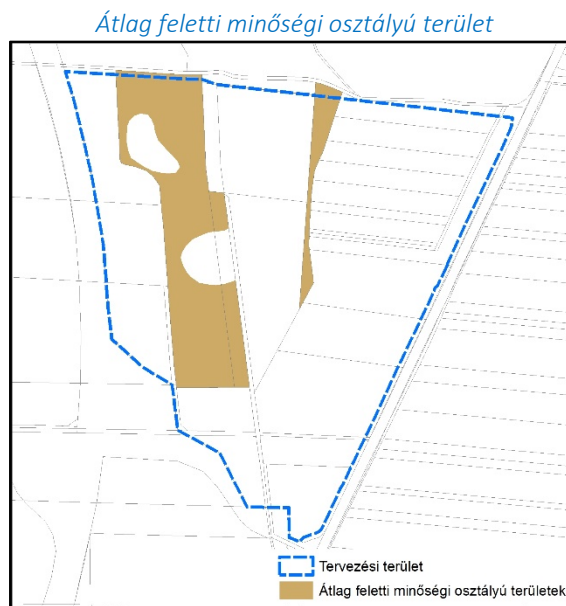 Átlag feletti minőségi osztályú terület
Tervezési terület
Átlag feletti minőségi osztályú területek